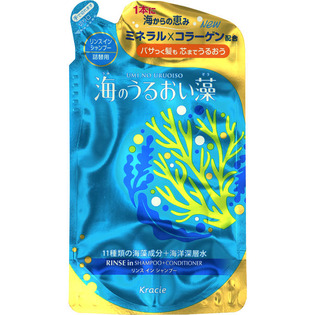 1本に
海からの恵み
New
ミネラル×コラーゲン配合
パサつく髪も 芯までうるおう
リンスイン
シャンプー
詰替用
UMI NO URUOISO
海のうるおい藻
11種類の海藻成分+海洋深層水
RINSE in SHAMPOO+CONDITIONER
リンス イン シャンプー
Kracie